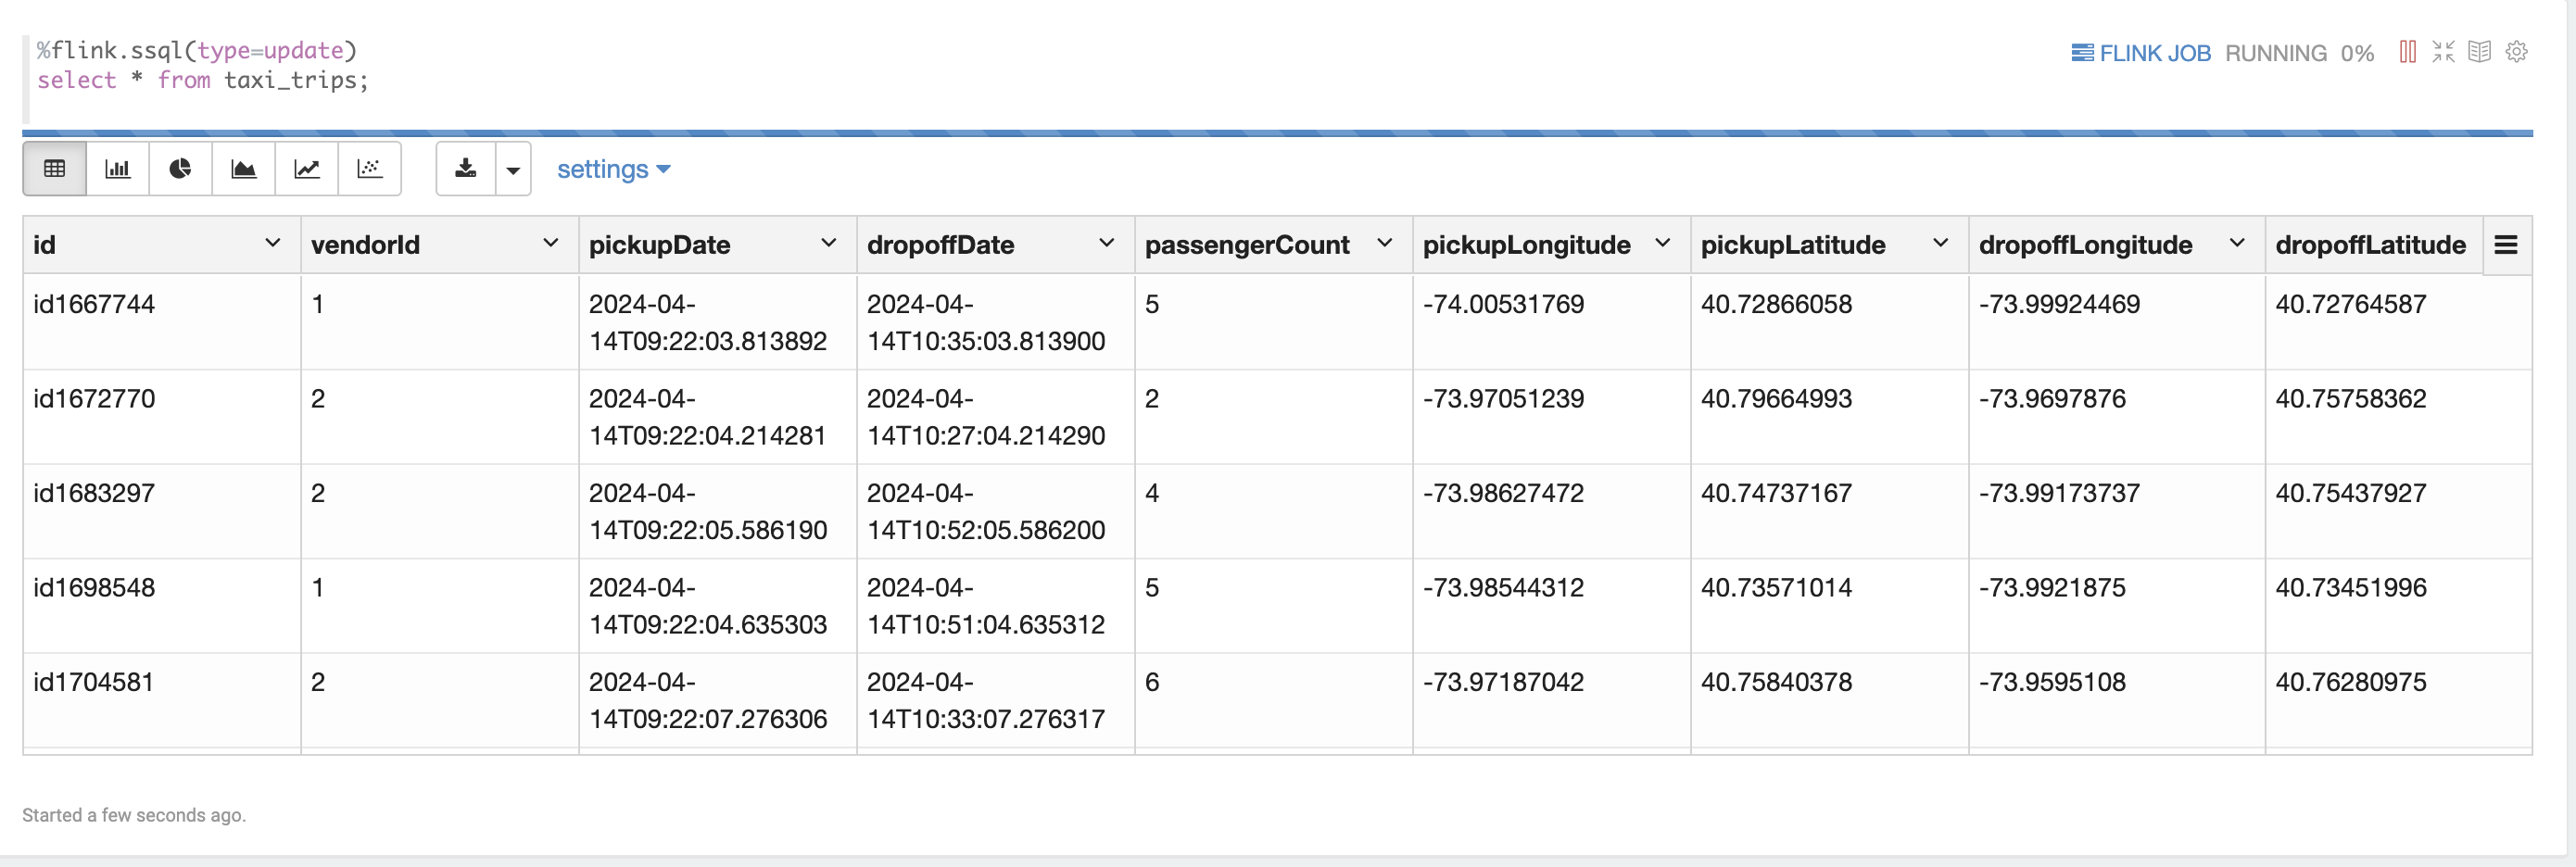 %flink.ssql(type=update)
select * from taxi_trips;
FLINK JOB RUNNING 0%
settings
id vendorId pickupDate dropoffDate passengerCount pickupLongitude pickupLatitude dropoffLongitude dropoffLatitude
id1667744 1 2024-04- 2024-04- 5 -74.00531769 40.72866058 -73.99924469 40.72764587
14T09:22:03.813892 14T10:35:03.813900
id1672770 2 2024-04- 2024-04- 2 -73.97051239 40.79664993 -73.9697876 40.75758362
14T09:22:04.214281 14T10:27:04.214290
id1683297 2 2024-04- 2024-04- 4 -73.98627472 40.74737167 -73.99173737 40.75437927
14T09:22:05.586190 14T10:52:05.586200
id1698548 1 2024-04- 2024-04- 5 -73.98544312 40.73571014 -73.9921875 40.73451996
14T09:22:04.635303 14T10:51:04.635312
id1704581 2 2024-04- 2024-04- 6 -73.97187042 40.75840378 -73.9595108 40.76280975
14T09:22:07.276306 14T10:33:07.276317
Started a few seconds ago.